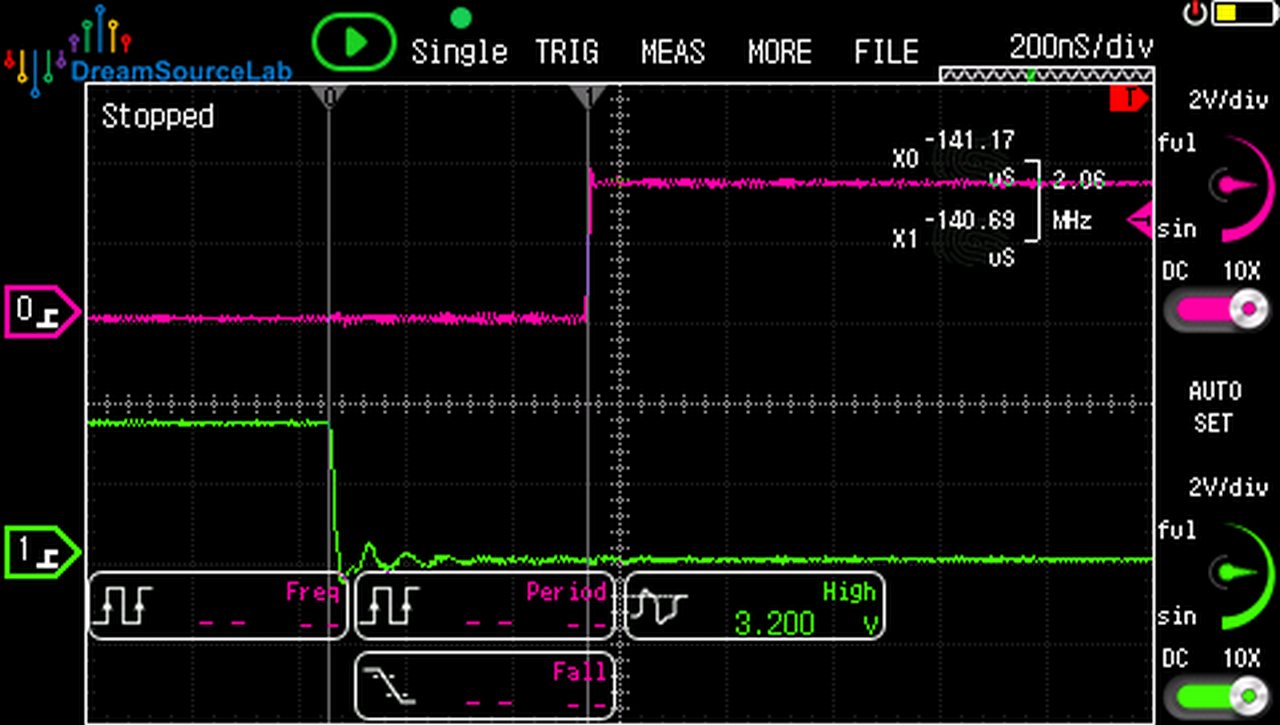 DreamSourceLab
Single TRIG MEAS MORE FILE 200nS/div
Stopped
0 1 T
X0 -141.17 uS
2.06 MHz
X1 -140.69 uS
0
1
Freq -- --
Period -- --
High 3.200 v
Fall -- --
2V/div
ful
sin
DC 10X
AUTO
SET
2V/div
ful
sin
DC 10X